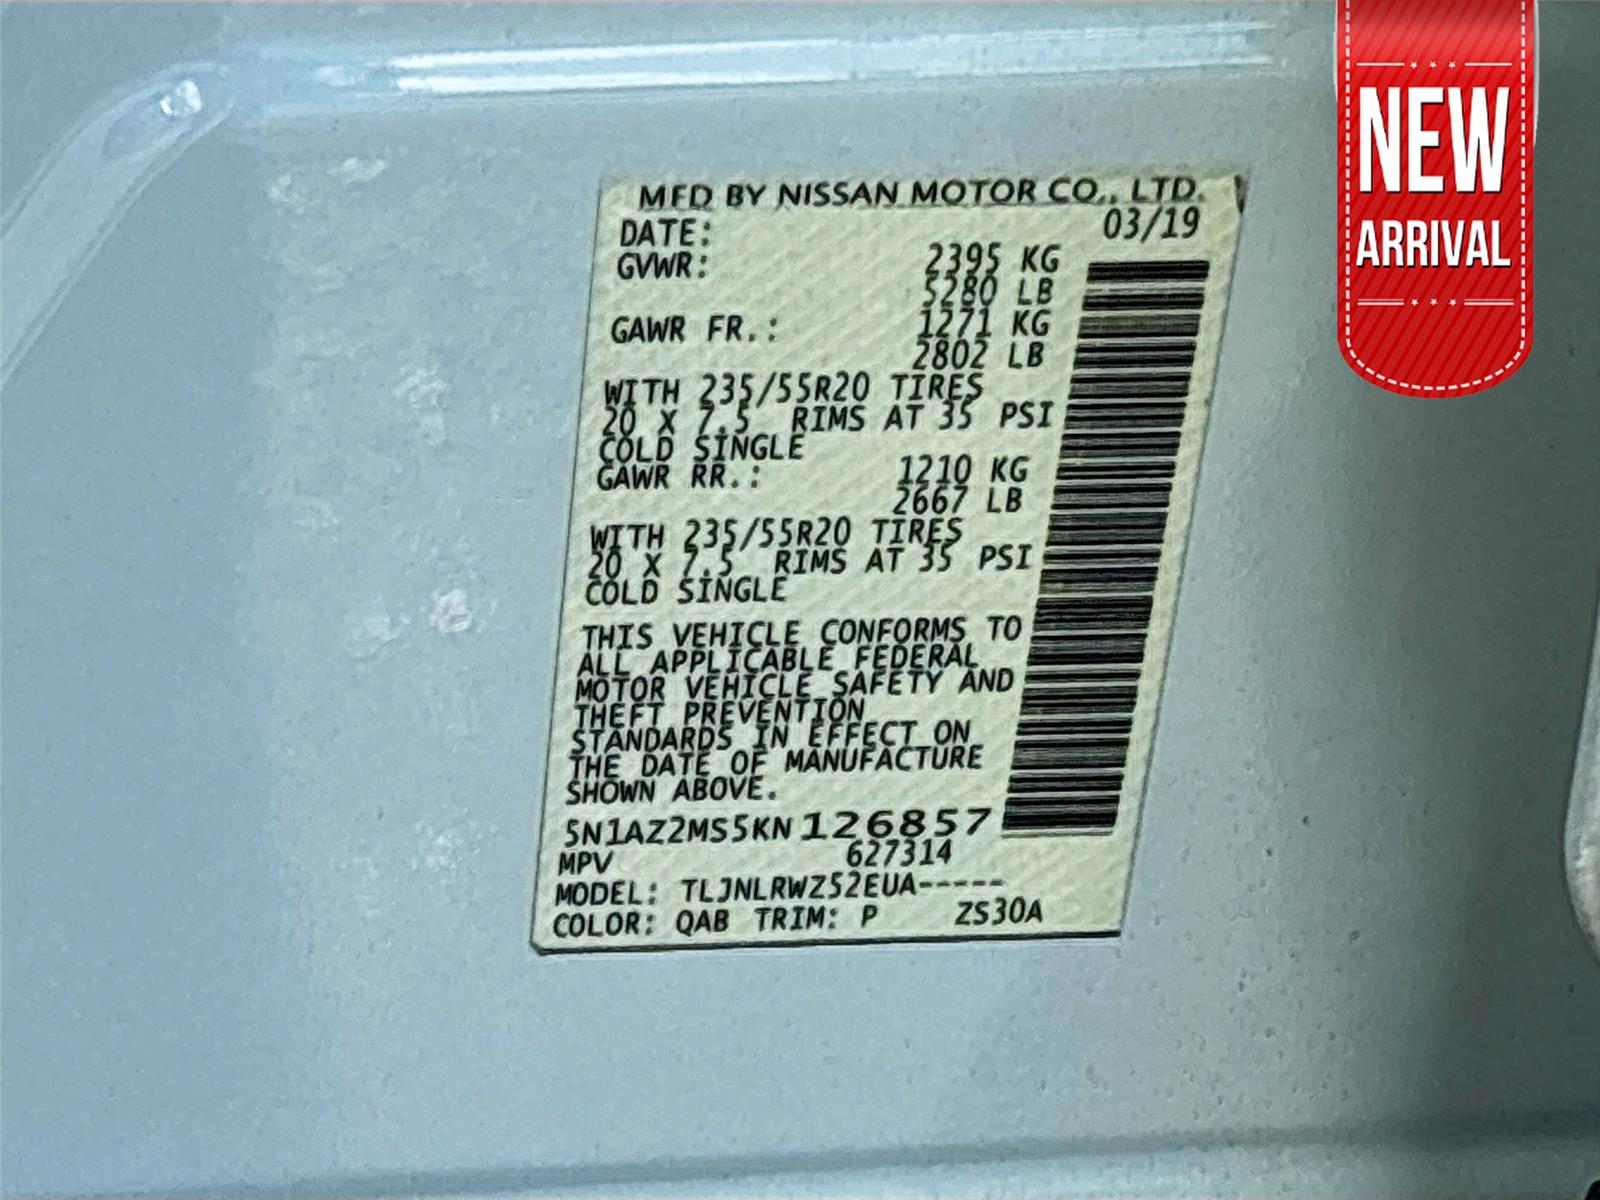 MFD BY NISSAN MOTOR CO., LTD.
DATE: 03/19
GVWR: 2395 KG
5280 LB
GAWR FR.: 1271 KG
2802 LB
WITH 235/55R20 TIRES
20 X 7.5 RIMS AT 35 PSI
COLD SINGLE
GAWR RR.: 1210 KG
2667 LB
WITH 235/55R20 TIRES
20 X 7.5 RIMS AT 35 PSI
COLD SINGLE
THIS VEHICLE CONFORMS TO
ALL APPLICABLE FEDERAL
MOTOR VEHICLE SAFETY AND
THEFT PREVENTION
STANDARDS IN EFFECT ON
THE DATE OF MANUFACTURE
SHOWN ABOVE.
5N1AZ2MS5KN126857
MPV 627314
MODEL: TLJNLRWZ52EUA-----
COLOR: QAB TRIM: P ZS30A
NEW
ARRIVAL